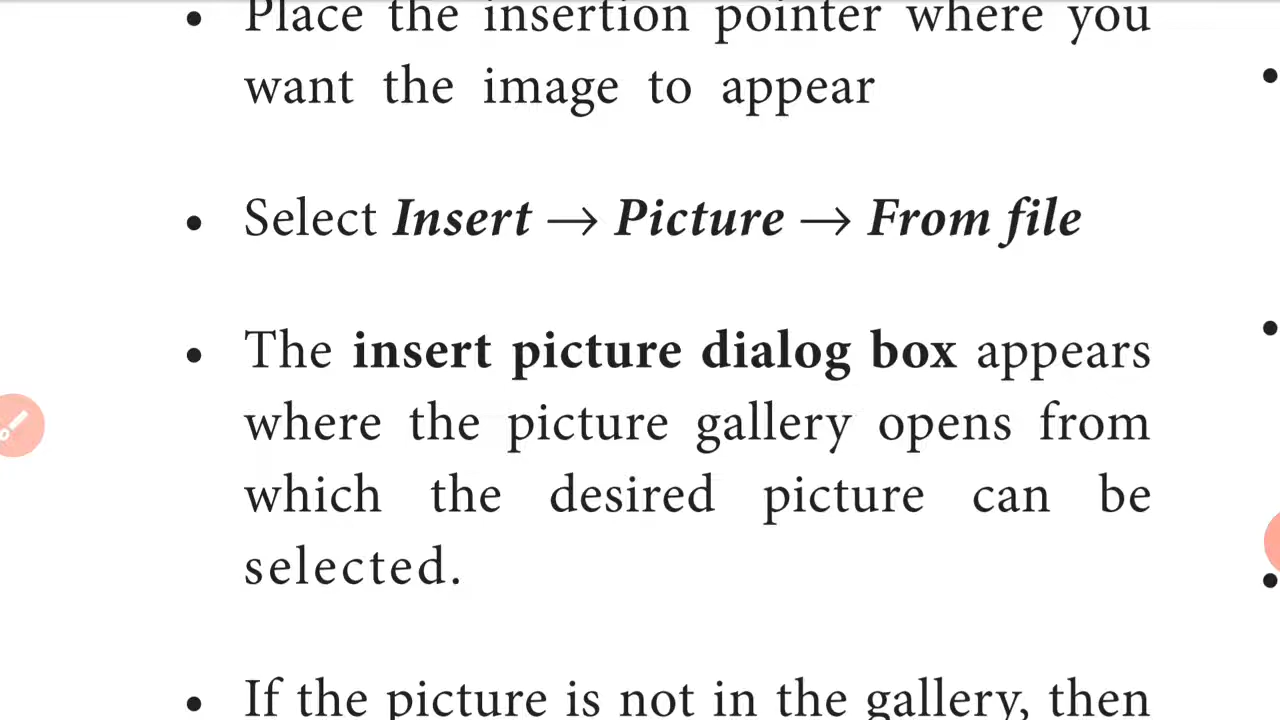 • Place the insertion pointer where you
want the image to appear
• Select Insert → Picture → From file
• The insert picture dialog box appears
where the picture gallery opens from
which the desired picture can be
selected.
• If the picture is not in the gallery, then